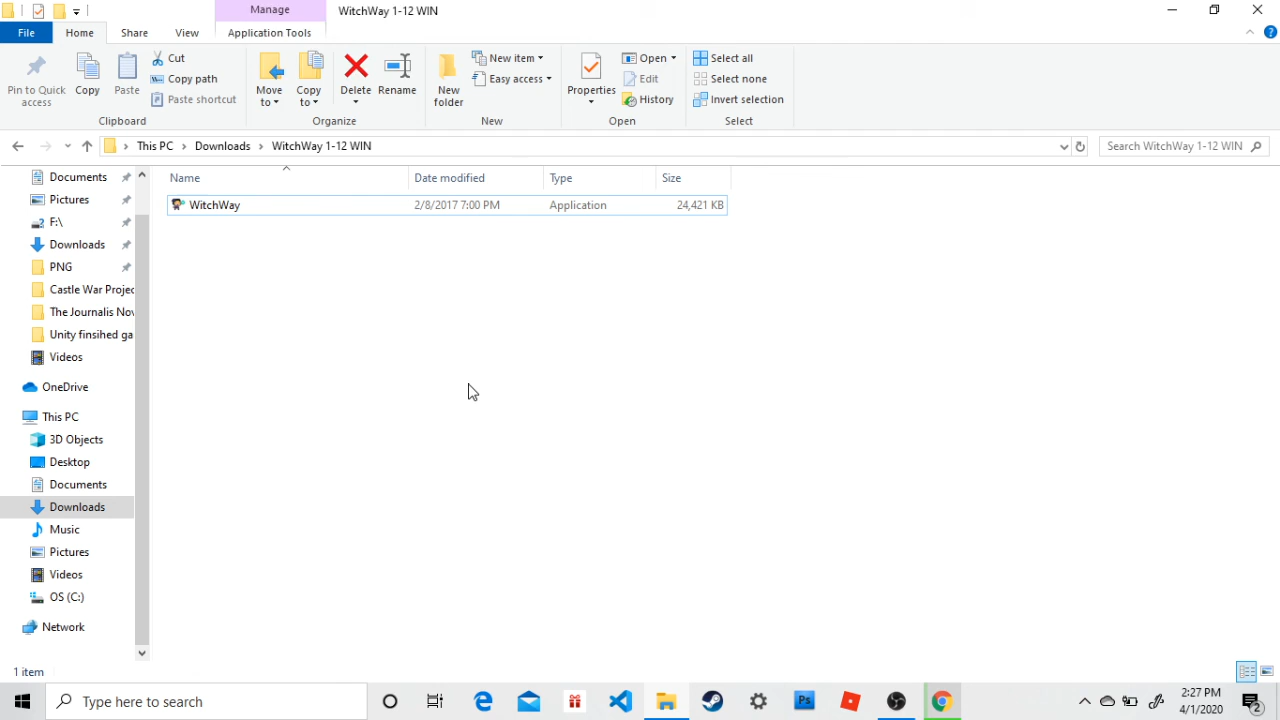 Manage
WitchWay 1-12 WIN
File
Home
Share
View
Application Tools
Pin to Quick access
Copy
Paste
Cut
Copy path
Paste shortcut
Clipboard
Move to
Copy to
Delete
Rename
Organize
New folder
New item
Easy access
New
Properties
Open
Edit
History
Open
Select all
Select none
Invert selection
Select
This PC > Downloads > WitchWay 1-12 WIN
Search WitchWay 1-12 WIN
Name
Date modified
Type
Size
WitchWay
2/8/2017 7:00 PM
Application
24,421 KB
Documents
Pictures
F:\
Downloads
PNG
Castle War Projec
The Journalis Nov
Unity finsihed ga
Videos
OneDrive
This PC
3D Objects
Desktop
Documents
Downloads
Music
Pictures
Videos
OS (C:)
Network
1 item
Type here to search
Ps
2:27 PM
4/1/2020
2